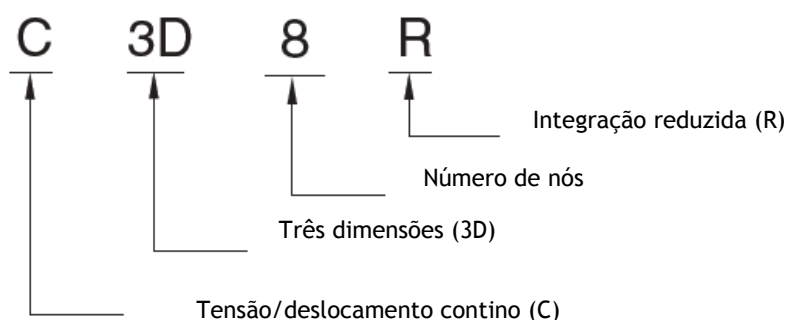 C 3D 8 R
Integração reduzida (R)
Número de nós
Três dimensões (3D)
Tensão/deslocamento contino (C)